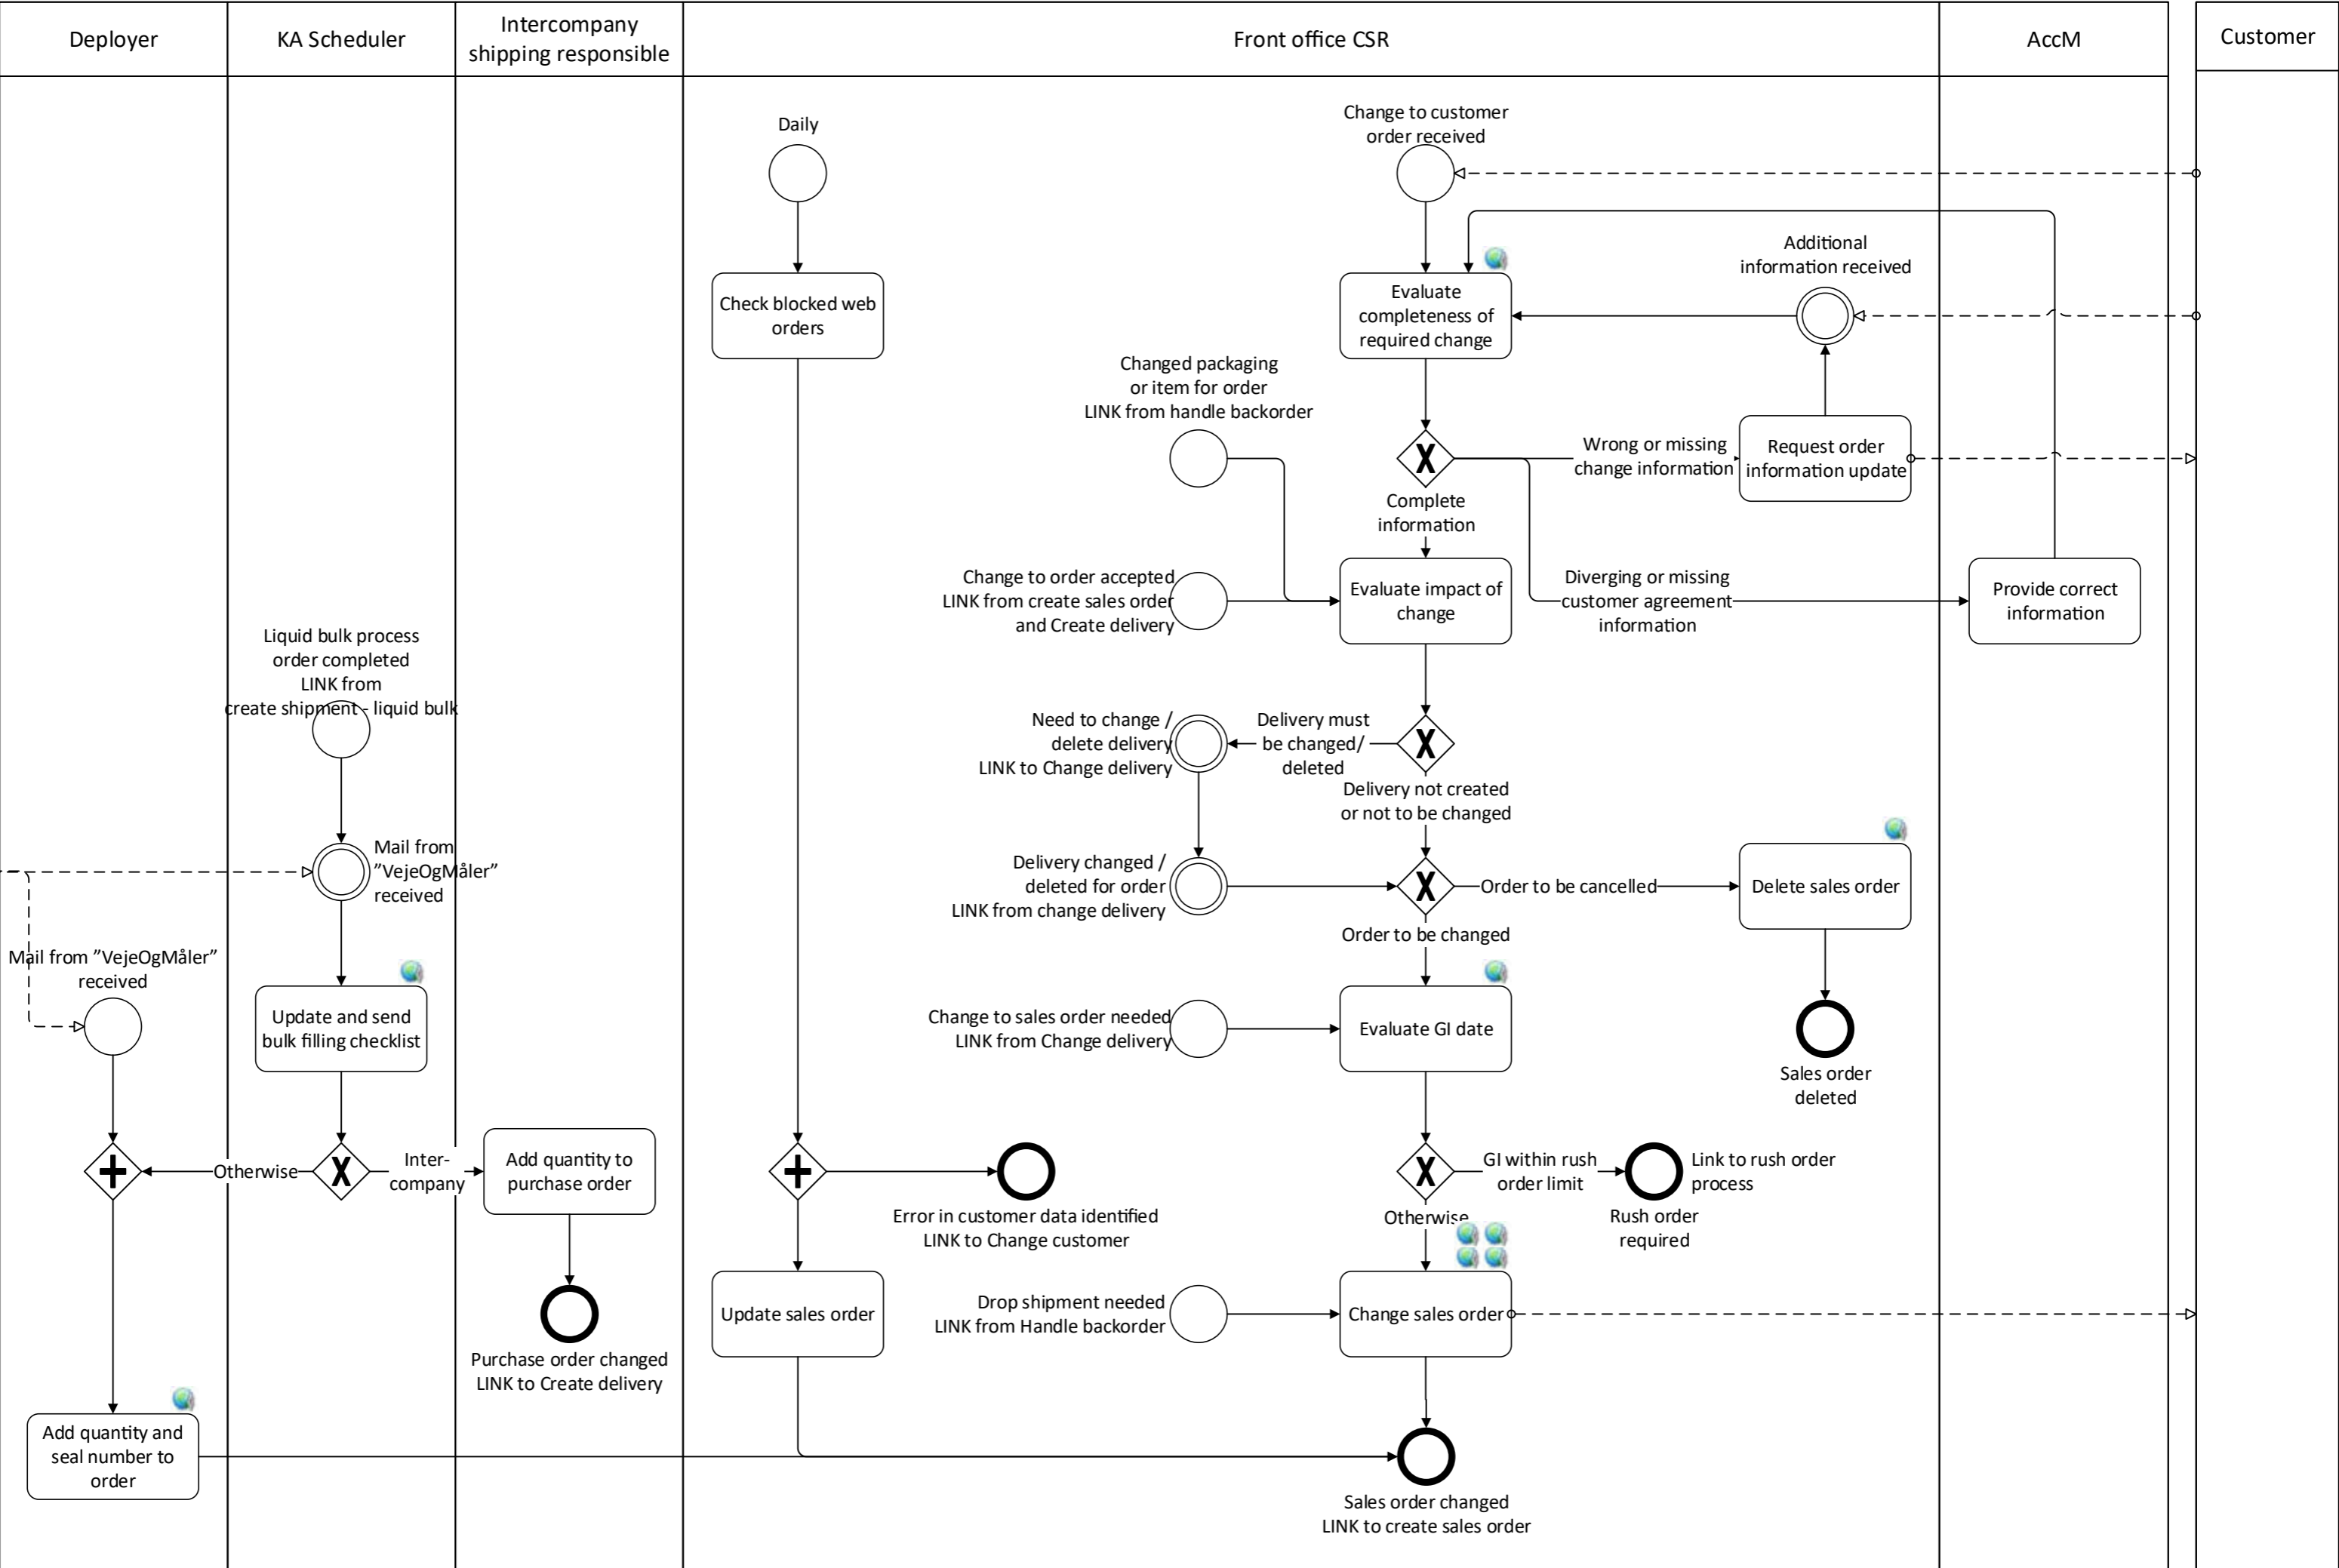 Deployer
KA Scheduler
Intercompany
shipping responsible
Front office CSR
AccM
Customer
Daily
Change to customer
order received
Additional
information received
Check blocked web
orders
Evaluate
completeness of
required change
Changed packaging
or item for order
LINK from handle backorder
Wrong or missing
change information
Request order
information update
X
Complete
information
Change to order accepted
LINK from create sales order
and Create delivery
Evaluate impact of
change
Diverging or missing
customer agreement
information
Provide correct
information
Liquid bulk process
order completed
LINK from
create shipment - liquid bulk
Need to change /
delete delivery
LINK to Change delivery
Delivery must
be changed/
deleted
X
Delivery not created
or not to be changed
Mail from
”VejeOgMåler”
received
Delivery changed /
deleted for order
LINK from change delivery
X
Order to be cancelled
Delete sales order
Order to be changed
Mail from ”VejeOgMåler”
received
Update and send
bulk filling checklist
Change to sales order needed
LINK from Change delivery
Evaluate GI date
Sales order
deleted
Otherwise
X
Inter-
company
Add quantity to
purchase order
Error in customer data identified
LINK to Change customer
X
GI within rush
order limit
Link to rush order
process
Rush order
required
Otherwise
Update sales order
Drop shipment needed
LINK from Handle backorder
Change sales order
Purchase order changed
LINK to Create delivery
Add quantity and
seal number to
order
Sales order changed
LINK to create sales order